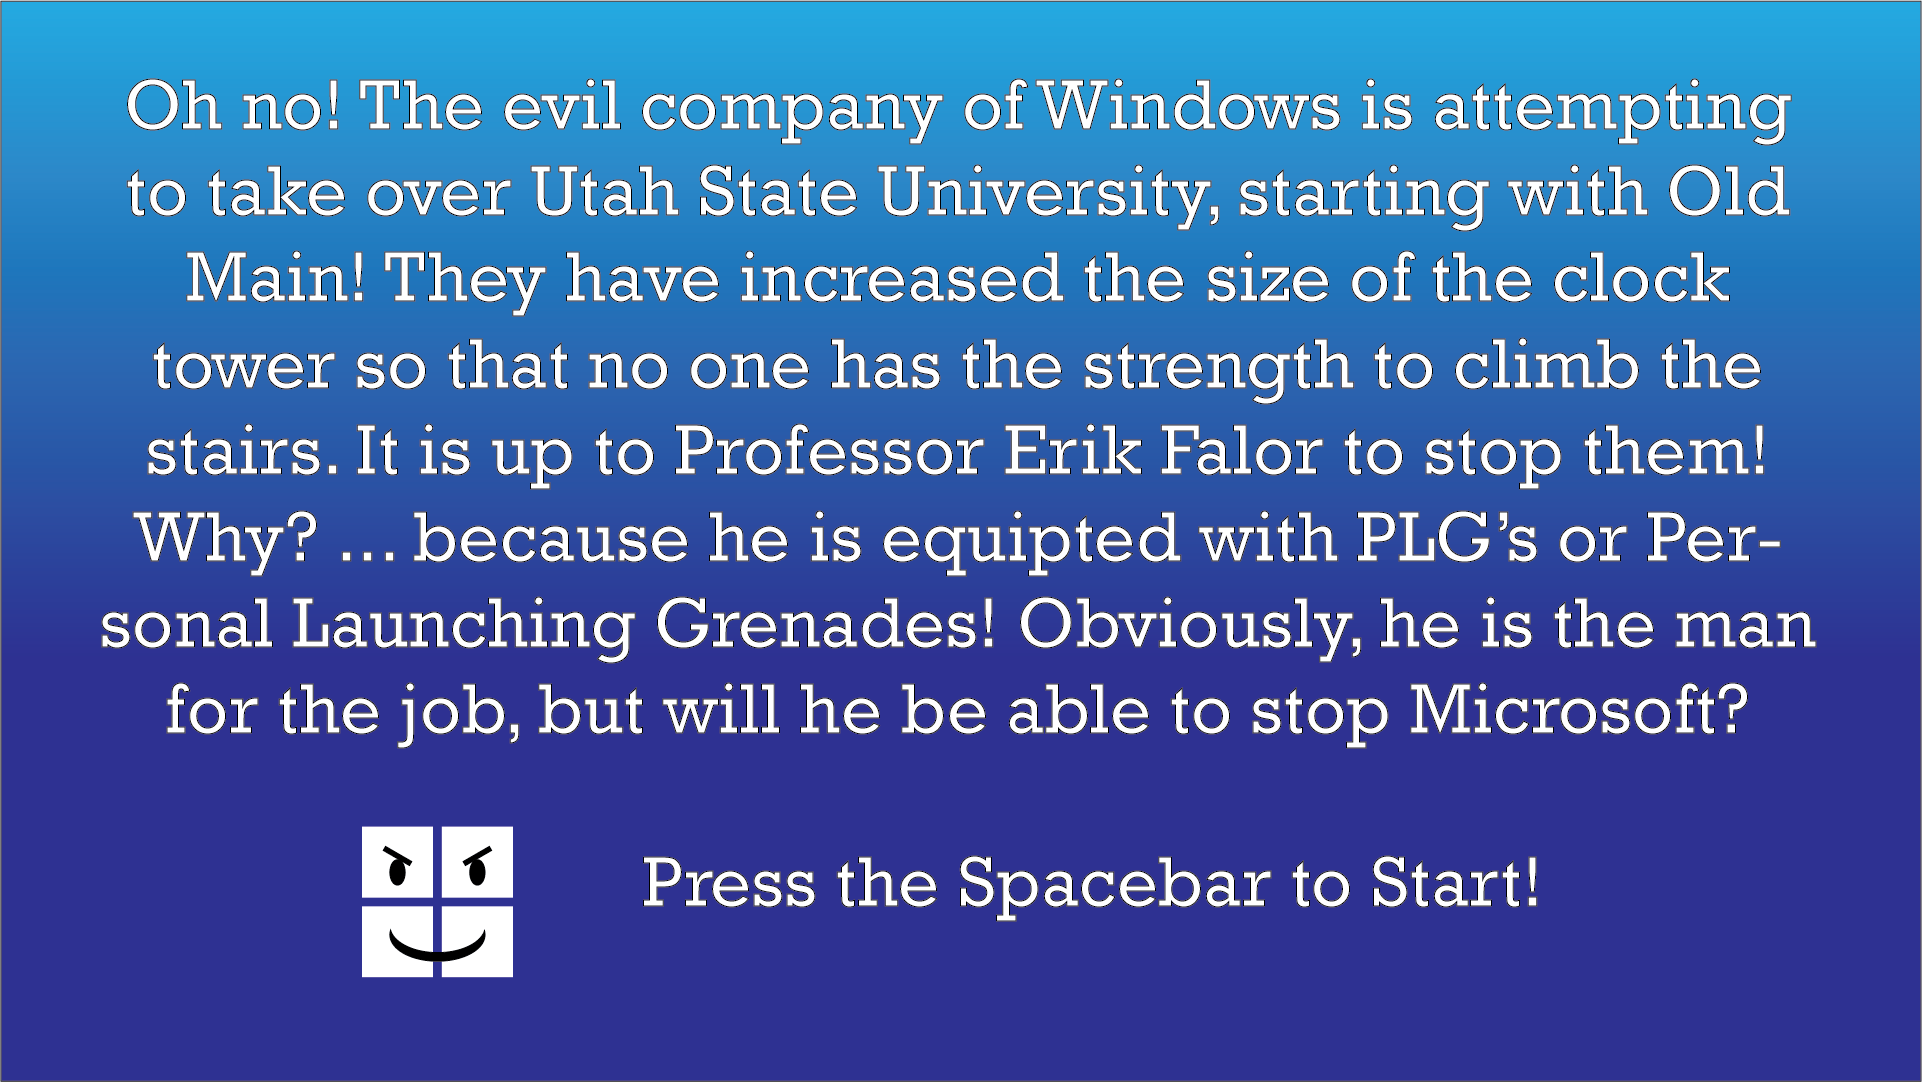 Oh no! The evil company of Windows is attempting
to take over Utah State University, starting with Old
Main! They have increased the size of the clock
tower so that no one has the strength to climb the
stairs. It is up to Professor Erik Falor to stop them!
Why? ... because he is equipted with PLG’s or Per-
sonal Launching Grenades! Obviously, he is the man
for the job, but will he be able to stop Microsoft?
Press the Spacebar to Start!